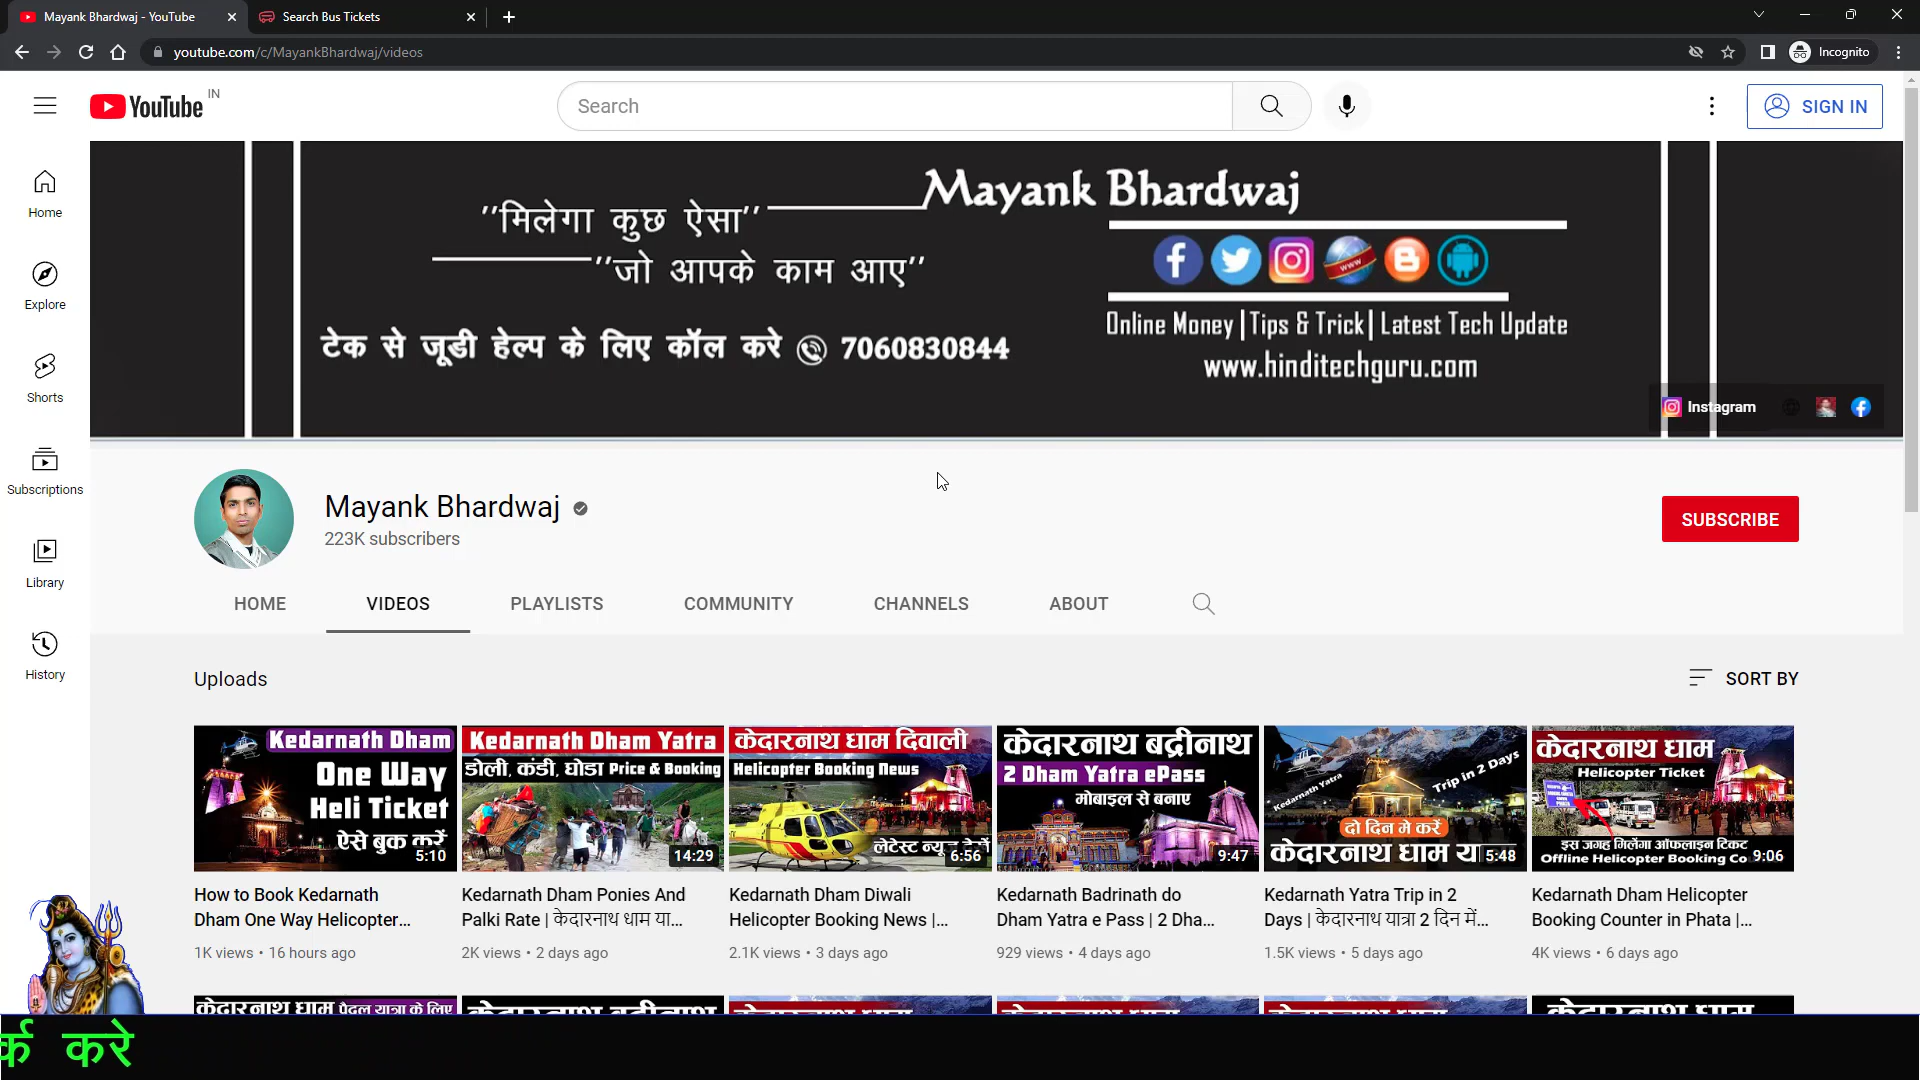 Mayank Bhardwaj - YouTube
Search Bus Tickets
youtube.com/c/MayankBhardwaj/videos
Incognito
YouTube IN
Search
SIGN IN
Home
Explore
Shorts
Subscriptions
Library
History
Mayank Bhardwaj
"मिलेगा कुछ ऐसा"
"जो आपके काम आए"
टेक से जूडी हेल्प के लिए कॉल करे 7060830844
www
Online Money | Tips & Trick | Latest Tech Update
www.hinditechguru.com
Instagram
Mayank Bhardwaj
223K subscribers
SUBSCRIBE
HOME
VIDEOS
PLAYLISTS
COMMUNITY
CHANNELS
ABOUT
Uploads
SORT BY
Kedarnath Dham
One Way
Heli Ticket
ऐसे बुक करें
5:10
How to Book Kedarnath
Dham One Way Helicopter...
1K views • 16 hours ago
Kedarnath Dham Yatra
डोली, कंडी, घोडा Price & Booking
14:29
Kedarnath Dham Ponies And
Palki Rate | केदारनाथ धाम या...
2K views • 2 days ago
केदारनाथ धाम दिवाली
Helicopter Booking News
लेटेस्ट न्यूज
6:56
Kedarnath Dham Diwali
Helicopter Booking News |...
2.1K views • 3 days ago
केदारनाथ बद्रीनाथ
2 Dham Yatra ePass
मोबाइल से बनाए
9:47
Kedarnath Badrinath do
Dham Yatra e Pass | 2 Dha...
929 views • 4 days ago
Kedarnath Yatra
Trip in 2 Days
दो दिन मे करें
केदारनाथ धाम या
5:48
Kedarnath Yatra Trip in 2
Days | केदारनाथ यात्रा 2 दिन में...
1.5K views • 5 days ago
केदारनाथ धाम
Helicopter Ticket
इस जगह मिलेंगा ऑफलाइन टिकट
Offline Helicopter Booking Co
9:06
Kedarnath Dham Helicopter
Booking Counter in Phata |...
4K views • 6 days ago
केदारनाथ धाम पैदल यात्रा के लिए
केदारनाथ बद्रीनाथ
केदारनाथ धाम
केदारनाथ धाम
केदारनाथ धाम
केदारनाथ धाम
र्क करे